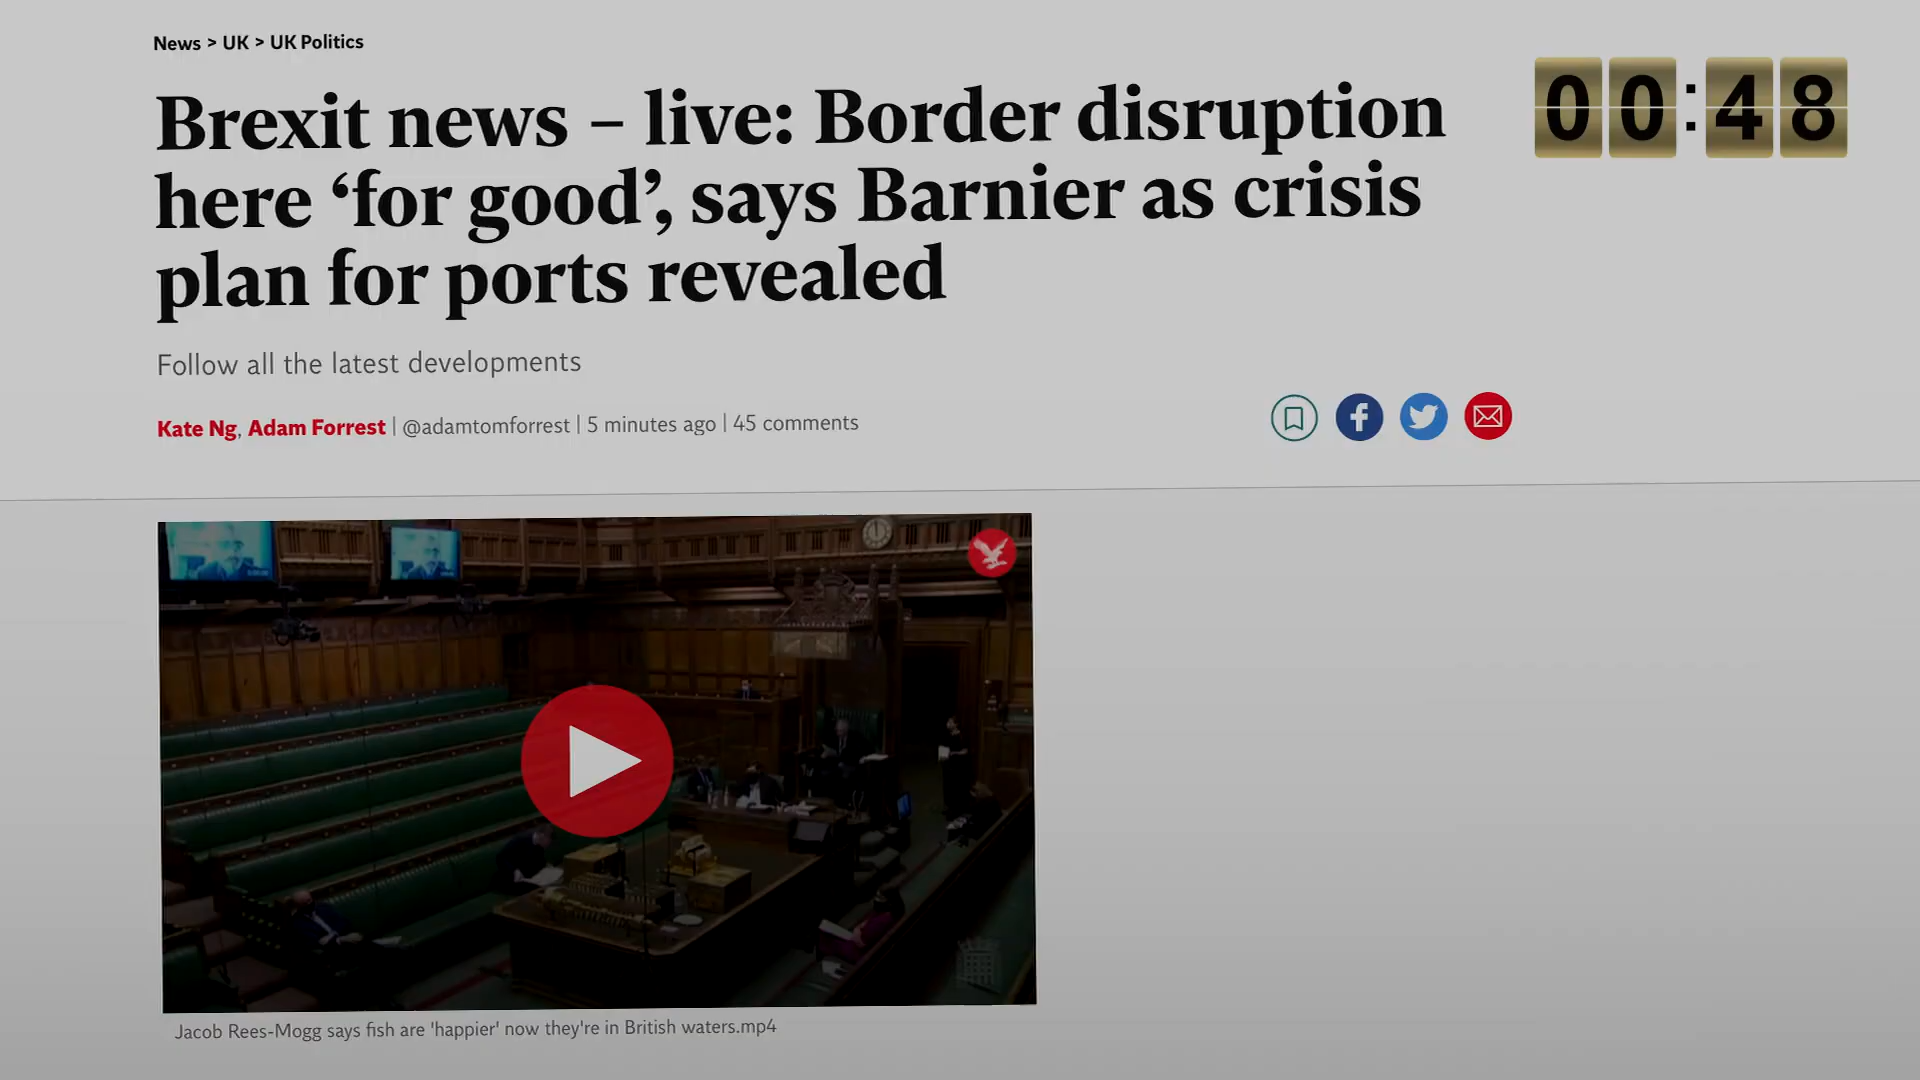 News > UK > UK Politics
00:48
Brexit news – live: Border disruption
here ‘for good’, says Barnier as crisis
plan for ports revealed
Follow all the latest developments
Kate Ng, Adam Forrest | @adamtomforrest | 5 minutes ago | 45 comments
Jacob Rees-Mogg says fish are 'happier' now they're in British waters.mp4